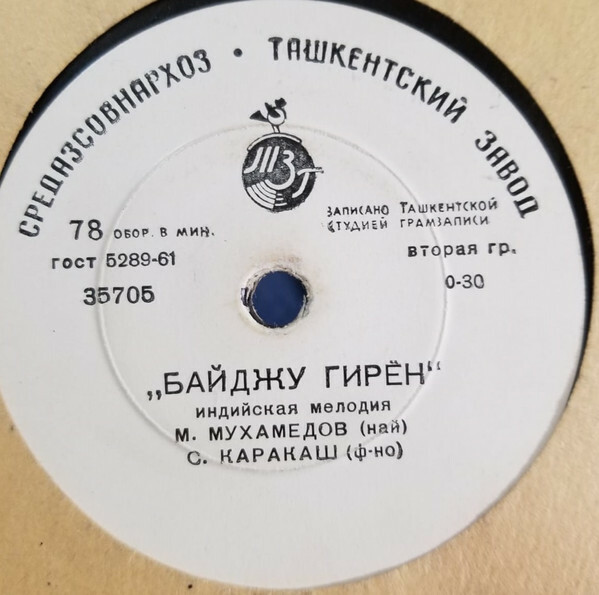 СРЕДАЗСОВНАРХОЗ • ТАШКЕНТСКИЙ ЗАВОД
ТЗГ
78 ОБОР. В МИН.
ГОСТ 5289-61
35705
ЗАПИСАНО ТАШКЕНТСКОЙ
СТУДИЕЙ ГРАМЗАПИСИ
ВТОРАЯ ГР.
0-30
„БАЙДЖУ ГИРЁН“
ИНДИЙСКАЯ МЕЛОДИЯ
М. МУХАМЕДОВ (най)
С. КАРАКАШ (ф-но)